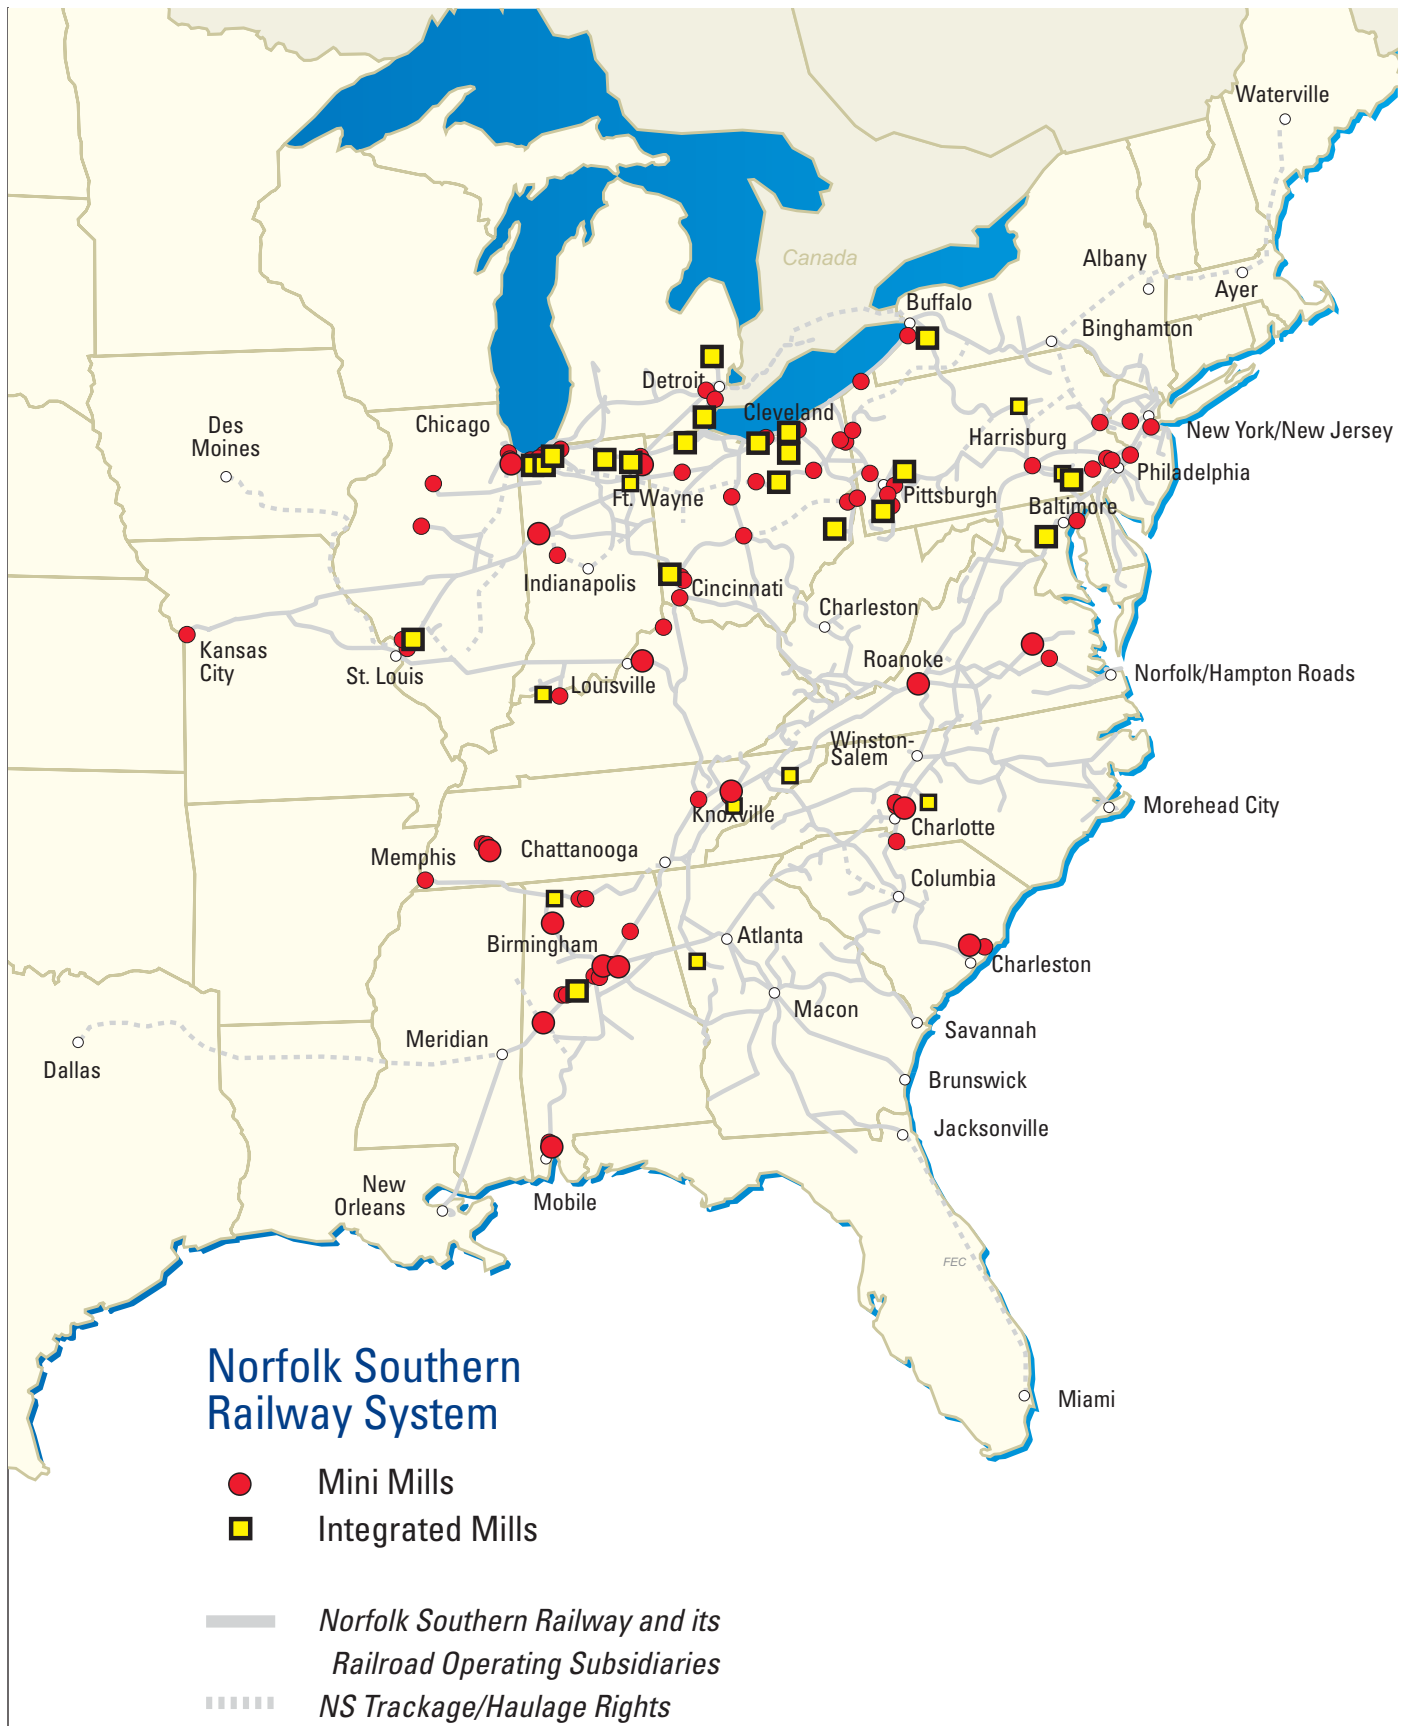 Waterville
Canada
Albany
Ayer
Buffalo
Binghamton
Detroit
Chicago
Cleveland
Des
Moines
Harrisburg
New York/New Jersey
Philadelphia
Ft. Wayne
Pittsburgh
Baltimore
Indianapolis
Cincinnati
Charleston
Kansas
City
St. Louis
Roanoke
Louisville
Norfolk/Hampton Roads
Winston-
Salem
Knoxville
Morehead City
Charlotte
Memphis
Chattanooga
Columbia
Birmingham
Atlanta
Charleston
Macon
Meridian
Savannah
Dallas
Brunswick
Jacksonville
New
Orleans
Mobile
FEC
Miami
Norfolk Southern
Railway System
Mini Mills
Integrated Mills
Norfolk Southern Railway and its
Railroad Operating Subsidiaries
NS Trackage/Haulage Rights